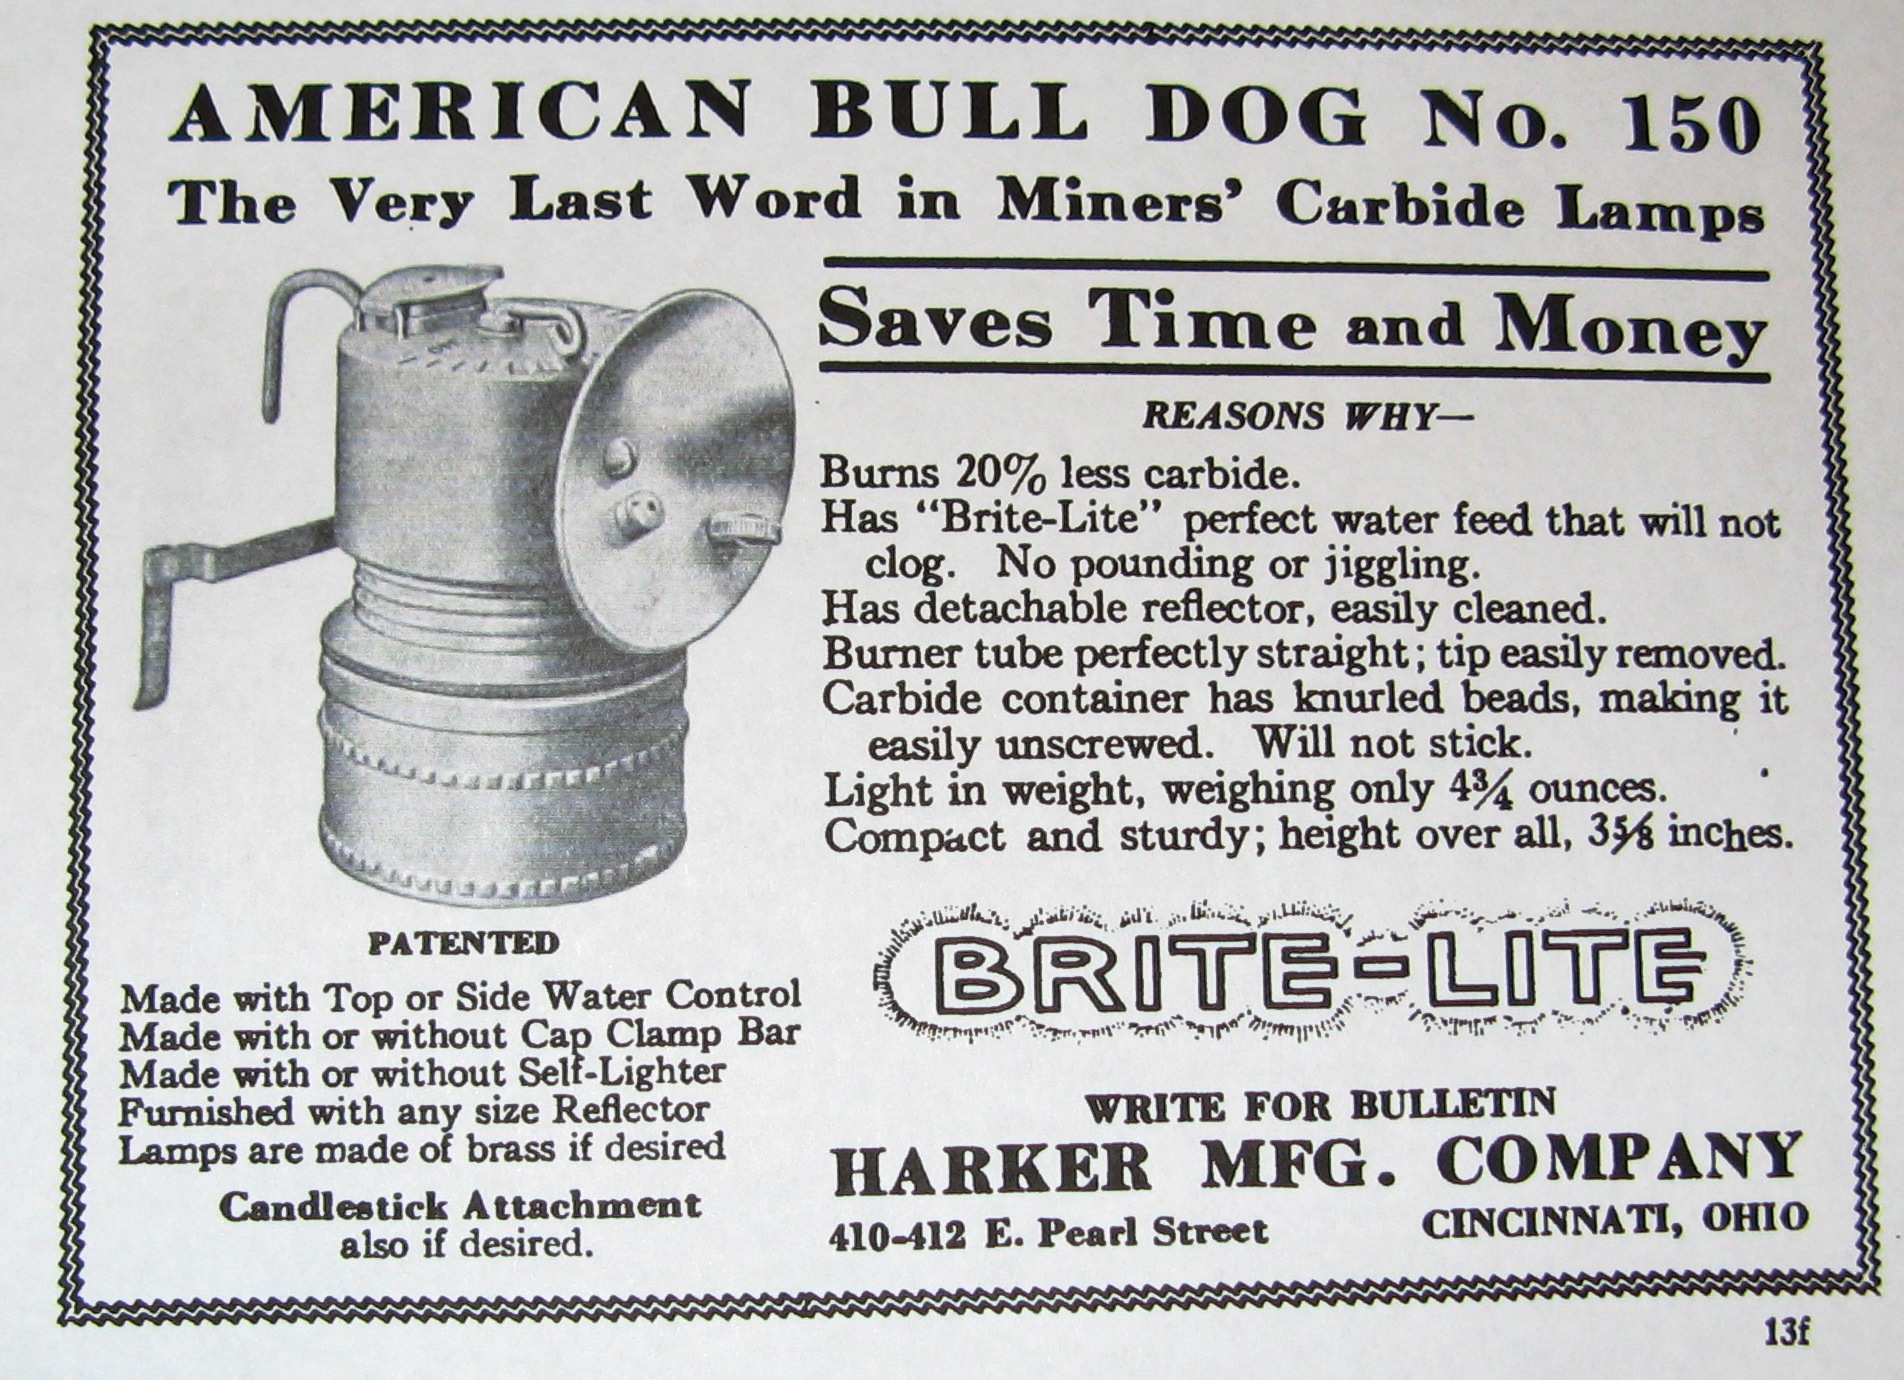 AMERICAN BULL DOG No. 150
The Very Last Word in Miners' Carbide Lamps
Saves Time and Money
REASONS WHY—
Burns 20% less carbide.
Has "Brite-Lite" perfect water feed that will not
clog. No pounding or jiggling.
Has detachable reflector, easily cleaned.
Burner tube perfectly straight; tip easily removed.
Carbide container has knurled beads, making it
easily unscrewed. Will not stick.
Light in weight, weighing only 4¾ ounces.
Compact and sturdy; height over all, 3⅝ inches.
PATENTED
Made with Top or Side Water Control
Made with or without Cap Clamp Bar
Made with or without Self-Lighter
Furnished with any size Reflector
Lamps are made of brass if desired
Candlestick Attachment
also if desired.
BRITE-LITE
WRITE FOR BULLETIN
HARKER MFG. COMPANY
410-412 E. Pearl Street CINCINNATI, OHIO
13f